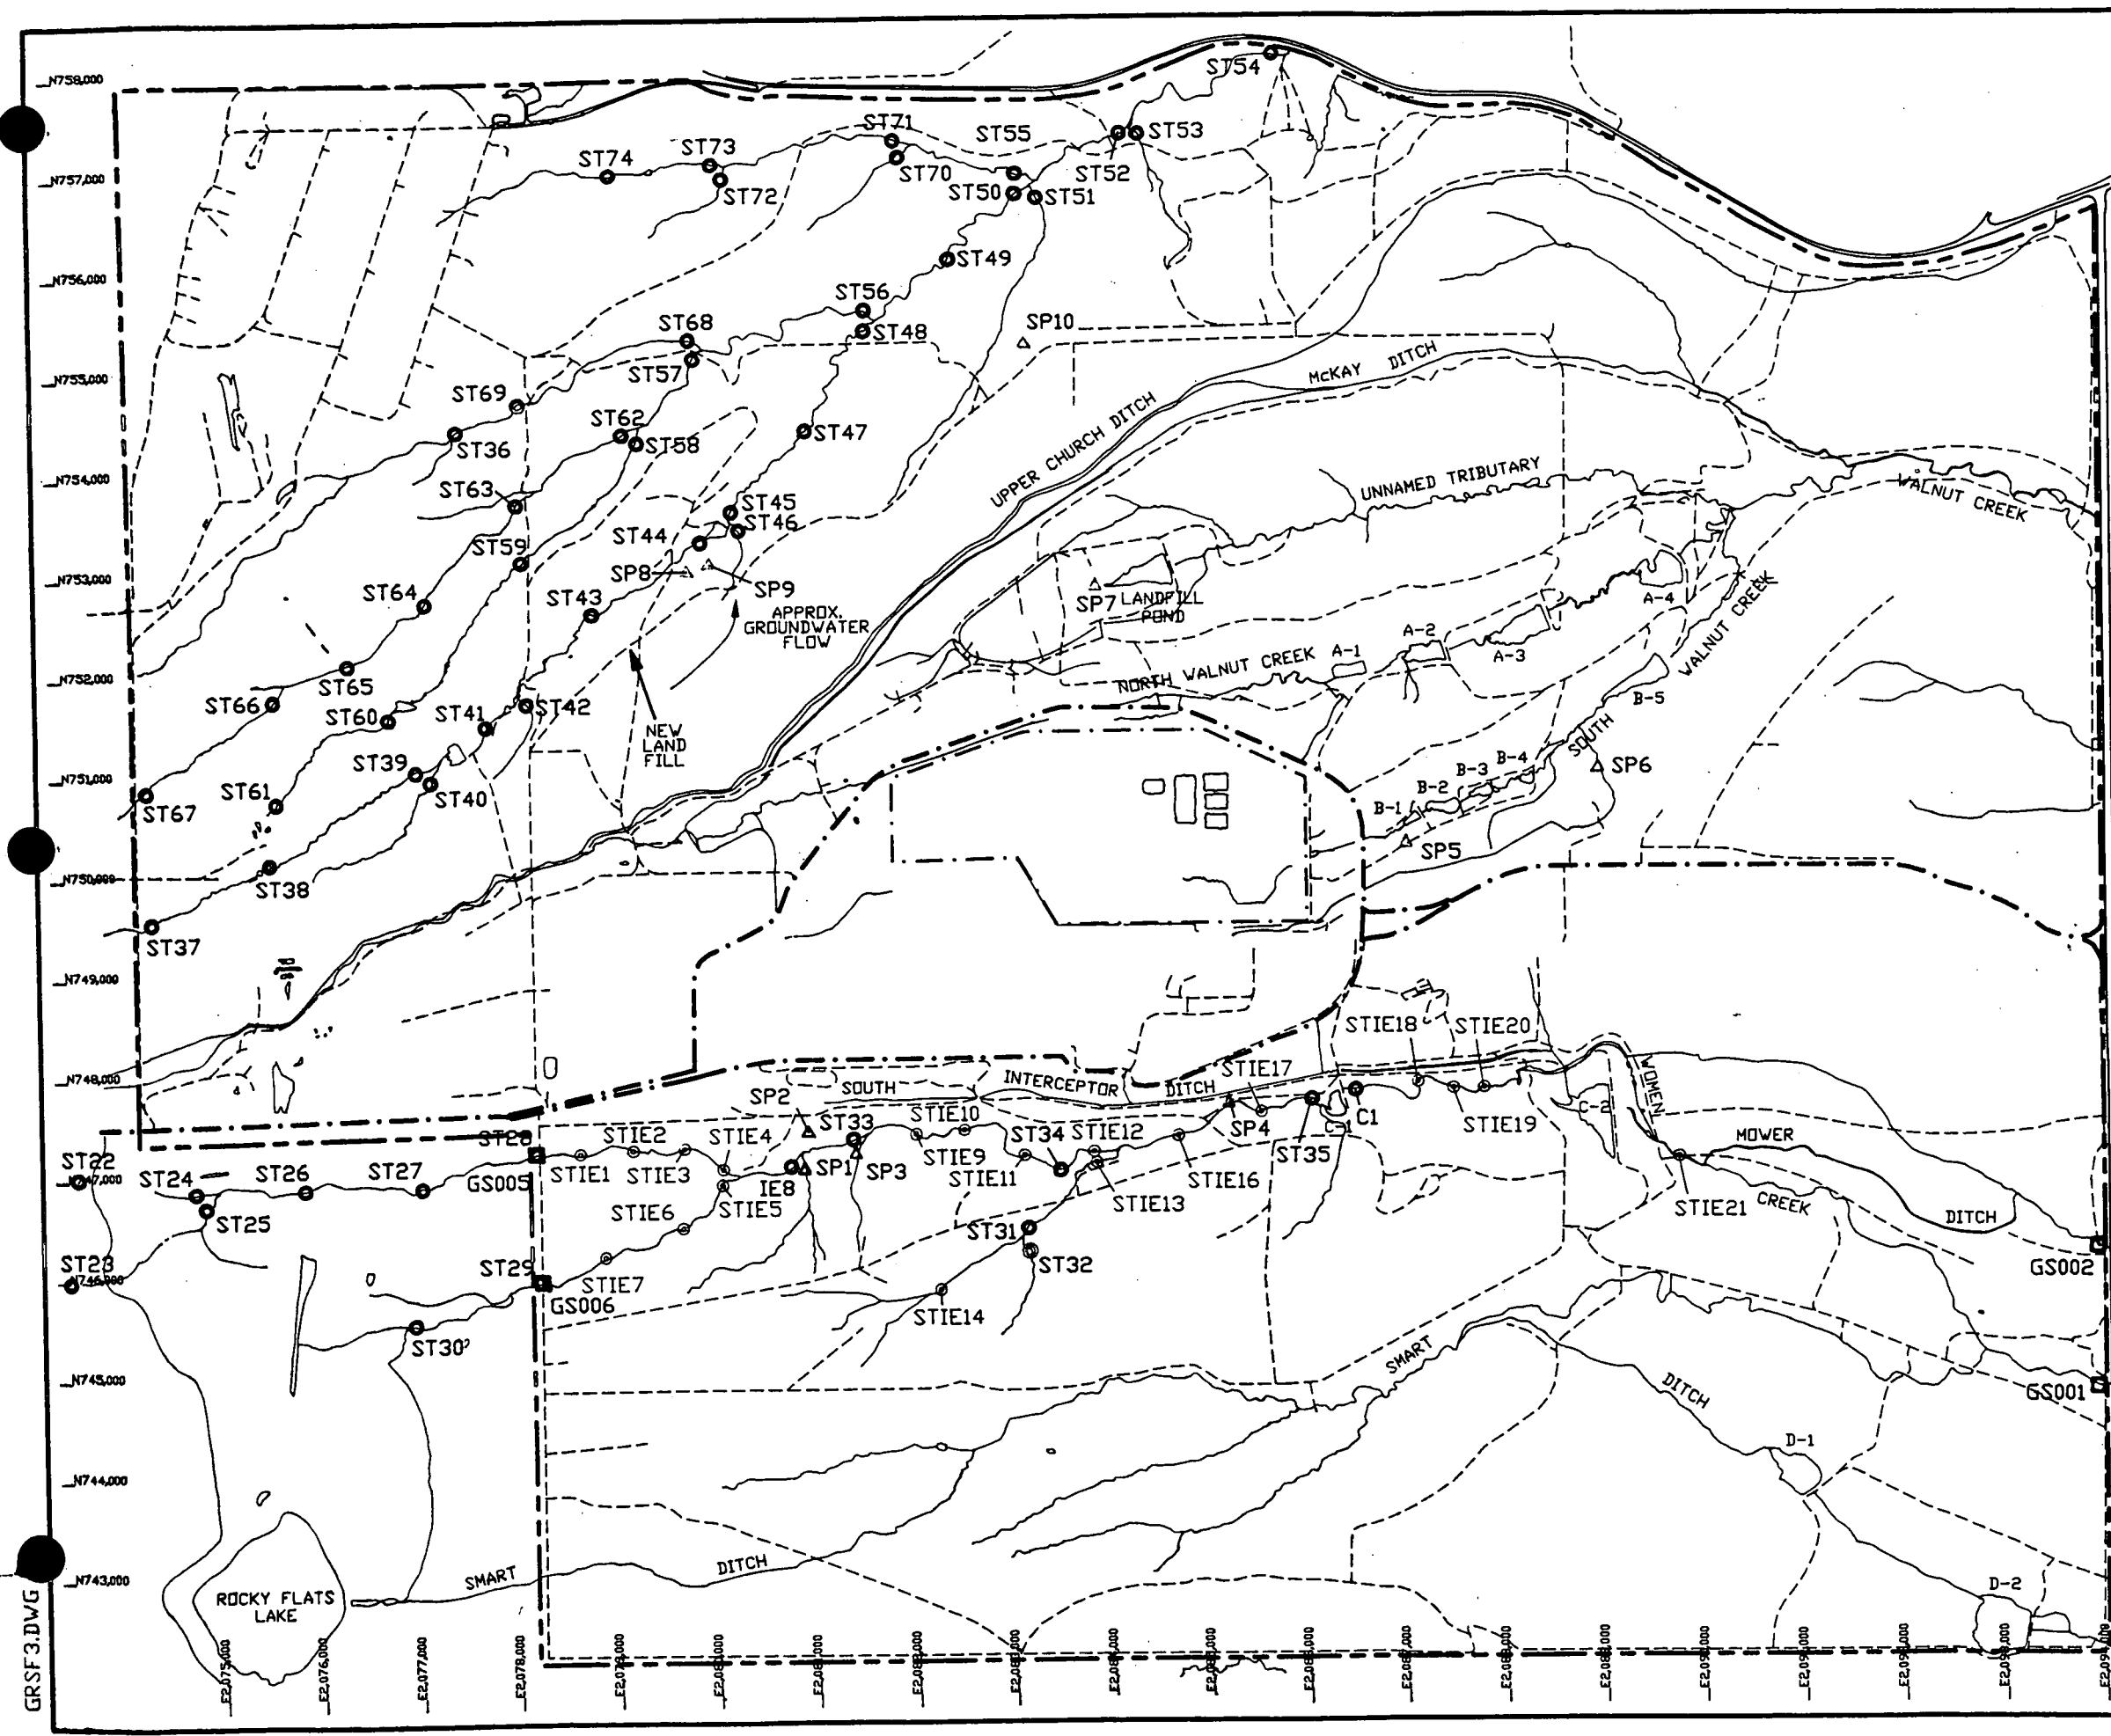 ST54
N758,000
ST71
ST55
ST53
ST73
ST74
ST70
ST52
N757,000
ST72
ST50
ST51
ST49
N756,000
ST56
SP10
ST68
ST48
McKAY DITCH
ST57
N755,000
ST69
UPPER CHURCH DITCH
ST62
ST47
ST36
ST58
UNNAMED TRIBUTARY
N754,000
ST63
WALNUT CREEK
ST45
ST46
ST44
ST59
SP8
SP9
N753,000
ST64
ST43
APPROX.
GROUNDWATER
FLOW
SP7
LANDFILL
POND
A-4
WALNUT CREEK
A-2
A-1
A-3
NORTH WALNUT CREEK
N752,000
ST65
ST66
ST60
ST41
ST42
B-5
SOUTH
NEW
LAND
FILL
ST39
B-4
B-3
SP6
B-2
N751,000
ST61
ST40
B-1
ST67
SP5
N750,000
ST38
ST37
N749,000
STIE18
STIE20
N748,000
SOUTH
INTERCEPTOR
DITCH
STIE17
WOMEN
SP2
C-2
STIE10
ST33
C-1
C1
SP4
STIE19
ST28
STIE2
STIE4
ST34
STIE12
MOWER
ST22
N747,000
ST24
ST26
ST27
STIE1
STIE3
SP1
SP3
STIE9
ST35
GS005
IE8
STIE11
STIE16
STIE5
STIE13
CREEK
STIE21
DITCH
ST25
STIE6
ST31
ST23
N746,000
ST29
STIE7
ST32
GS002
GS006
STIE14
ST30
SMART
DITCH
N745,000
GS001
D-1
N744,000
N743,000
SMART
DITCH
D-2
ROCKY FLATS
LAKE
GRSF3.DWG
E2,075,000
E2,076,000
E2,077,000
E2,078,000